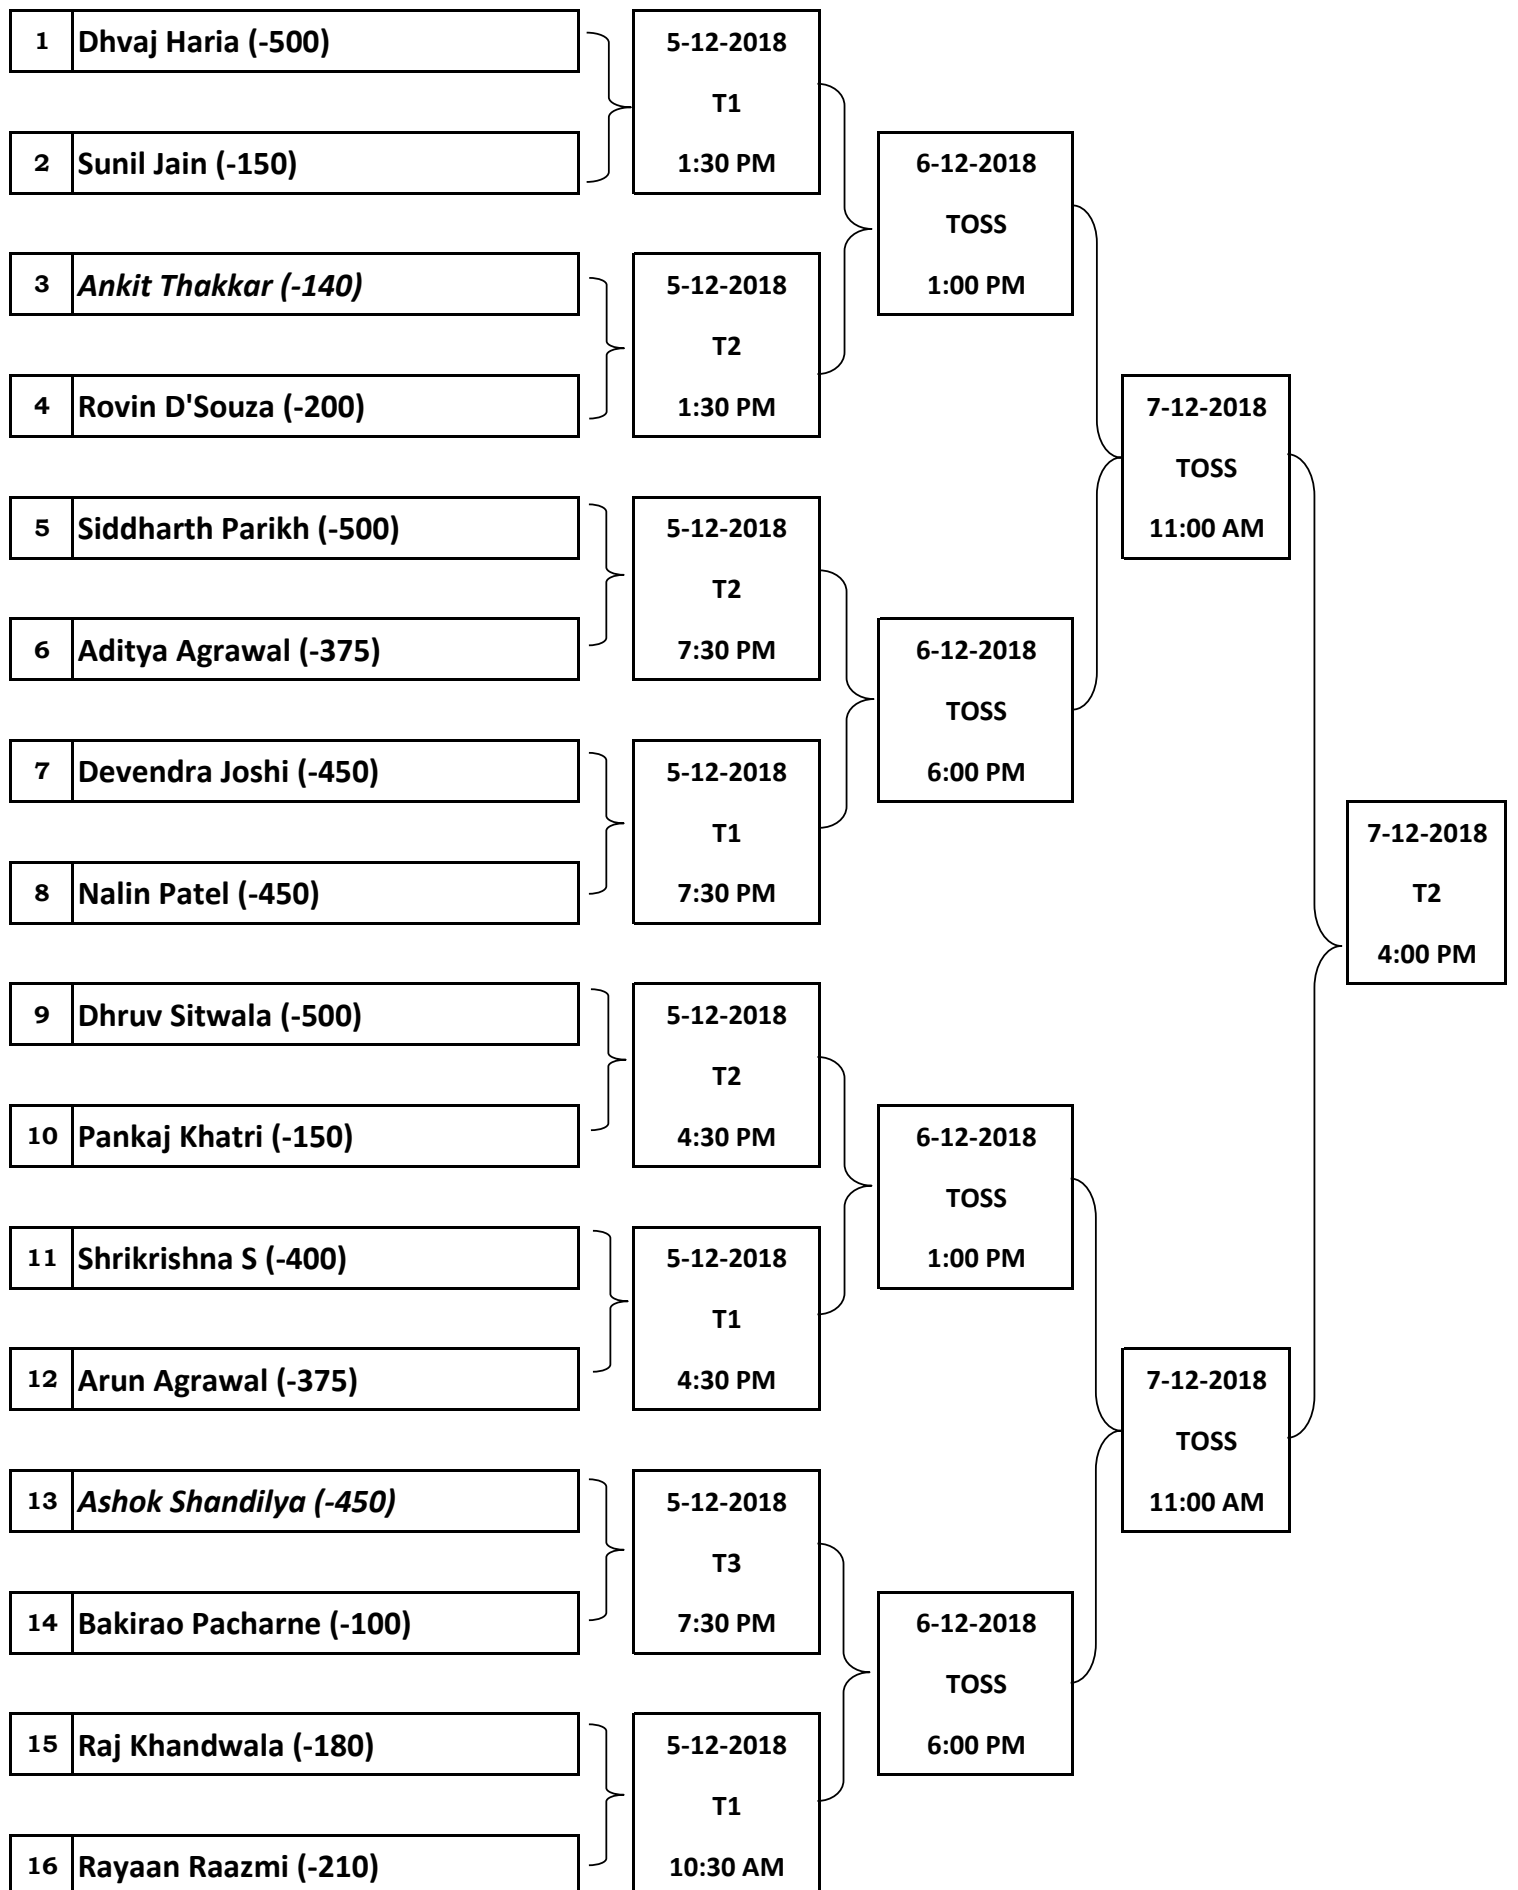 1 Dhvaj Haria (-500) 5-12-2018
T1
2 Sunil Jain (-150) 1:30 PM 6-12-2018
TOSS
3 Ankit Thakkar (-140) 5-12-2018 1:00 PM
T2
4 Rovin D'Souza (-200) 1:30 PM 7-12-2018
TOSS
5 Siddharth Parikh (-500) 5-12-2018 11:00 AM
T2
6 Aditya Agrawal (-375) 7:30 PM 6-12-2018
TOSS
7 Devendra Joshi (-450) 5-12-2018 6:00 PM
T1 7-12-2018
8 Nalin Patel (-450) 7:30 PM T2
4:00 PM
9 Dhruv Sitwala (-500) 5-12-2018
T2
10 Pankaj Khatri (-150) 4:30 PM 6-12-2018
TOSS
11 Shrikrishna S (-400) 5-12-2018 1:00 PM
T1
12 Arun Agrawal (-375) 4:30 PM 7-12-2018
TOSS
13 Ashok Shandilya (-450) 5-12-2018 11:00 AM
T3
14 Bakirao Pacharne (-100) 7:30 PM 6-12-2018
TOSS
15 Raj Khandwala (-180) 5-12-2018 6:00 PM
T1
16 Rayaan Raazmi (-210) 10:30 AM